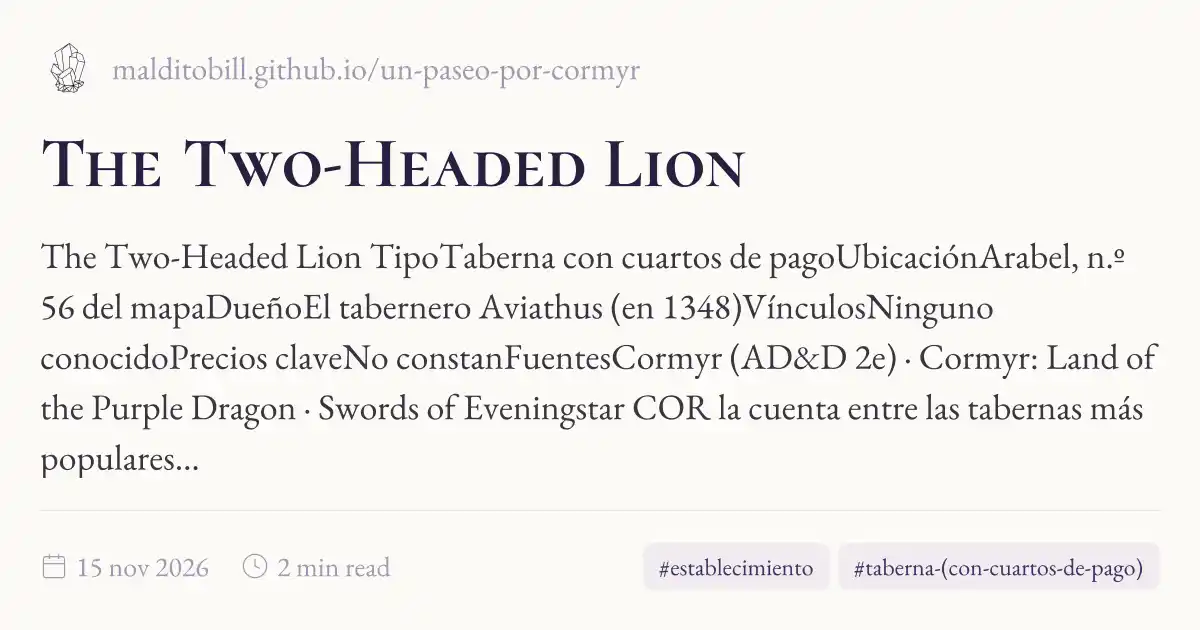 malditobill.github.io/un-paseo-por-cormyr
The Two-Headed Lion
The Two-Headed Lion TipoTaberna con cuartos de pagoUbicaciónArabel, n.º
56 del mapaDueñoEl tabernero Aviathus (en 1348)VínculosNinguno
conocidoPrecios claveNo constanFuentesCormyr (AD&D 2e) · Cormyr: Land of
the Purple Dragon · Swords of Eveningstar COR la cuenta entre las tabernas más
populares...
15 nov 2026 2 min read #establecimiento #taberna-(con-cuartos-de-pago)